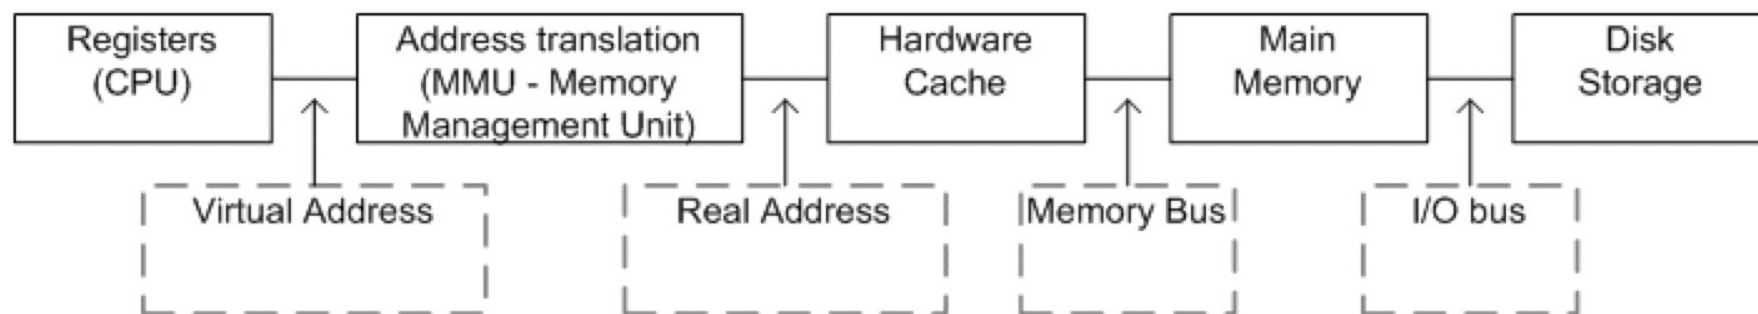 Registers
(CPU)
Address translation
(MMU - Memory
Management Unit)
Hardware
Cache
Main
Memory
Disk
Storage
Virtual Address
Real Address
Memory Bus
I/O bus